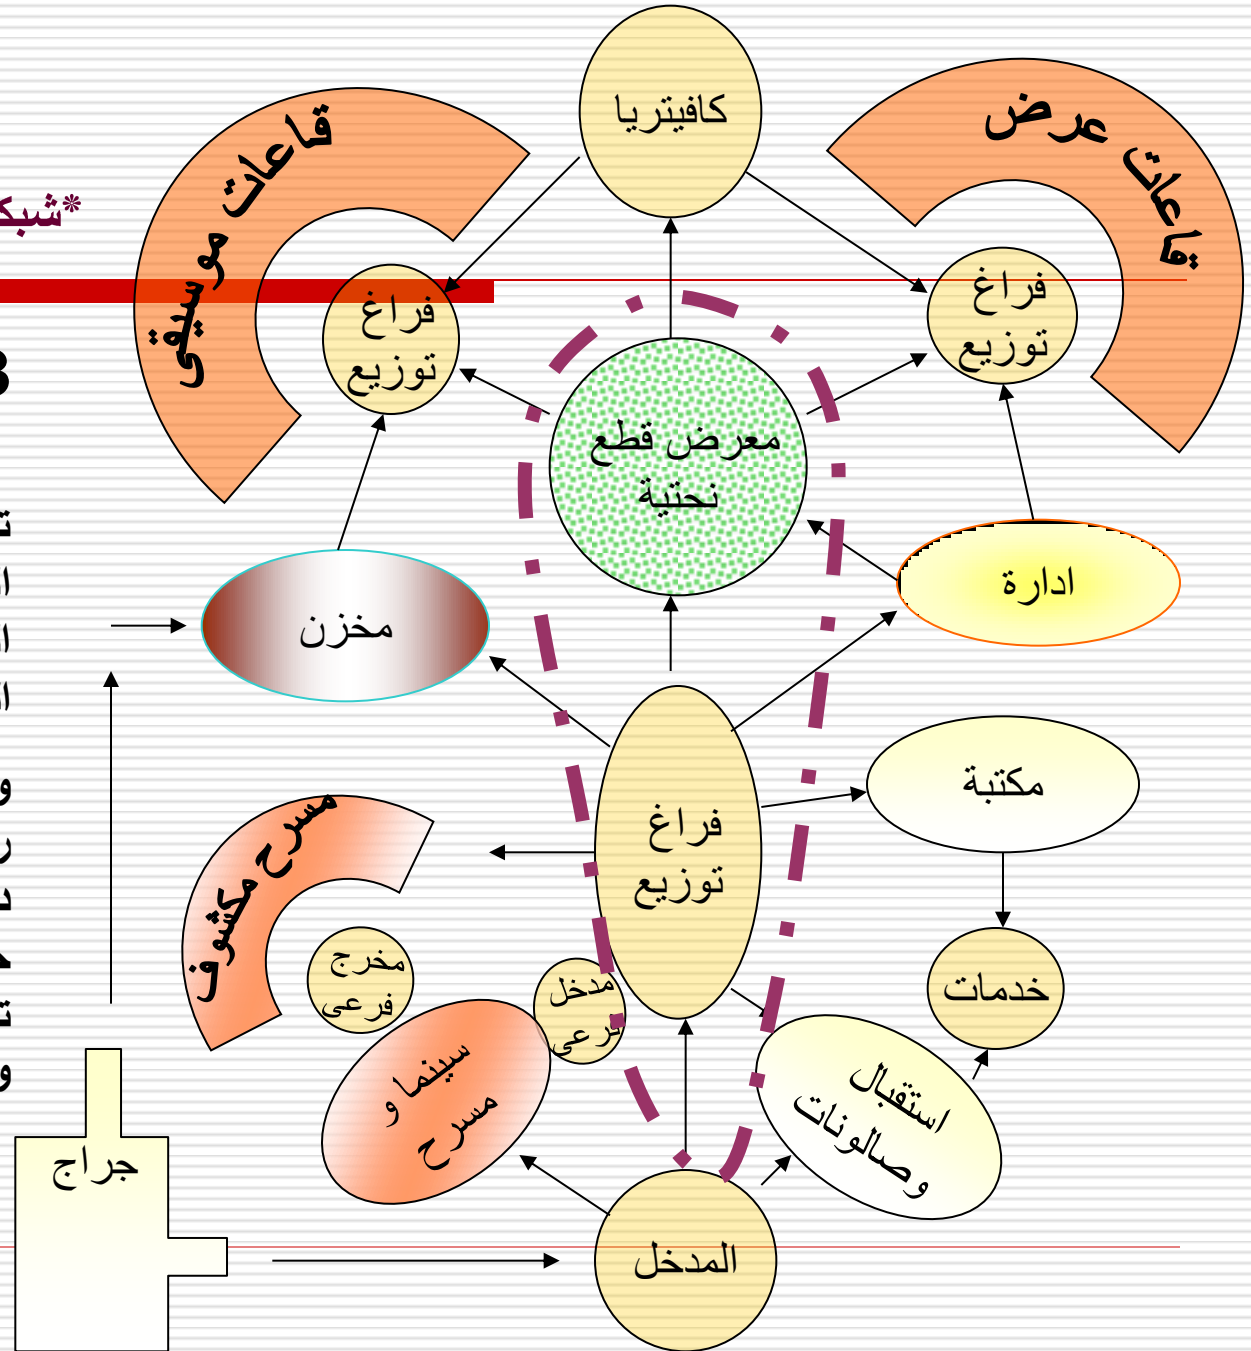 كافيتريا
قاعات عرض
قاعات موسيقى
فراغ
توزيع
فراغ
توزيع
معرض قطع
نحتية
ادارة
مخزن
مكتبة
فراغ
توزيع
مسرح مكشوف
مخرج
فرعى
مدخل
فرعى
خدمات
سينما و
مسرح
استقبال
وصالونات
جراج
المدخل